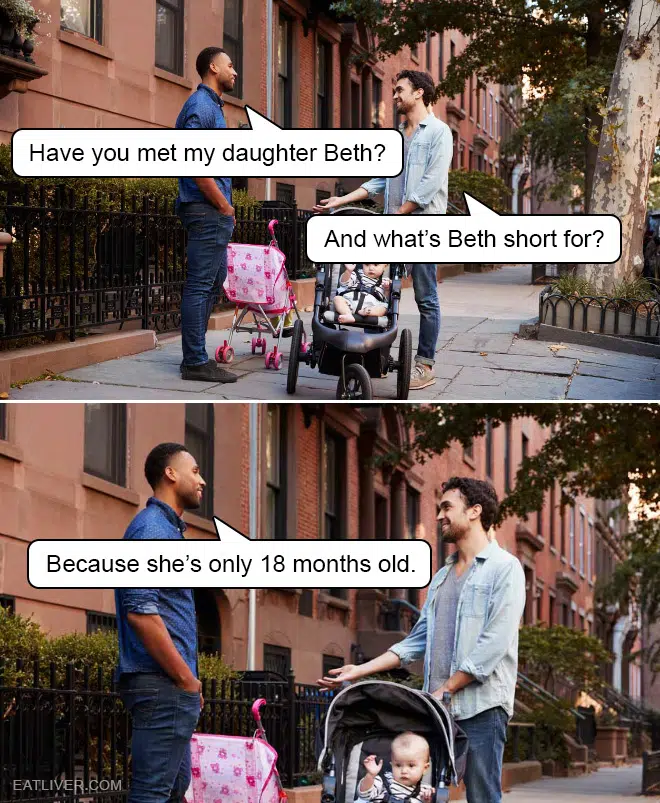 Have you met my daughter Beth?
And what's Beth short for?
Because she's only 18 months old.
EATLIVER.COM